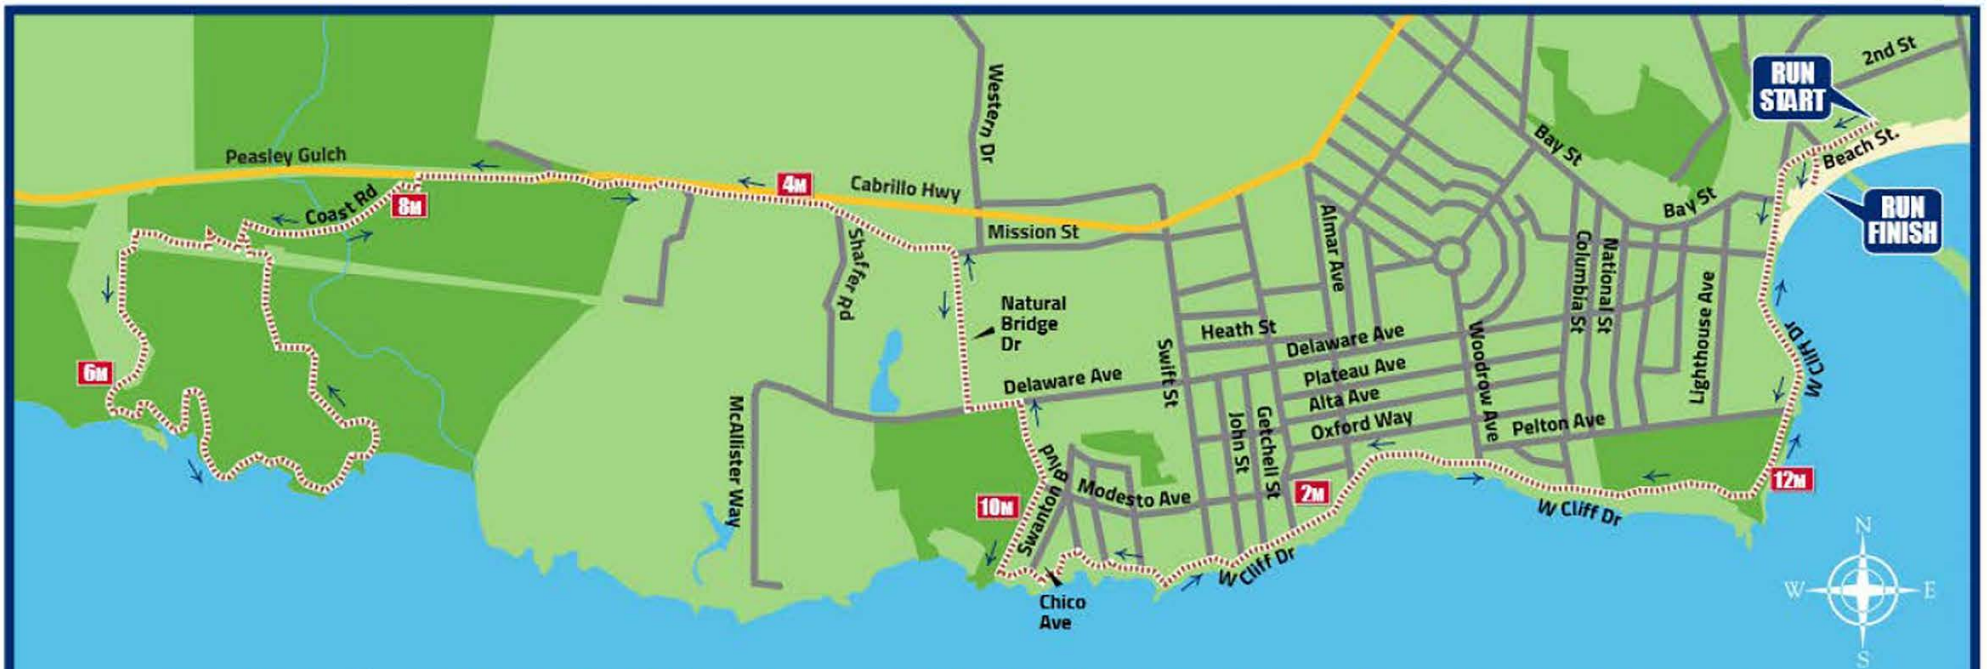 RUN
START
2nd St
Beach St.
RUN
FINISH
Western Dr
Bay St
Peasley Gulch
Coast Rd
8M
4M
Cabrillo Hwy
Mission St
Bay St
Almar Ave
Columbia St
National St
Lighthouse Ave
W Cliff Dr
Shaffer Rd
Natural
Bridge
Dr
Heath St
Delaware Ave
Plateau Ave
Alta Ave
Oxford Way
Woodrow Ave
Pelton Ave
6M
Delaware Ave
Swift St
John St
Getchell St
McAllister Way
Swanton Blvd
Modesto Ave
10M
2M
12M
W Cliff Dr
W Cliff Dr
Chico
Ave
N
W
E
S